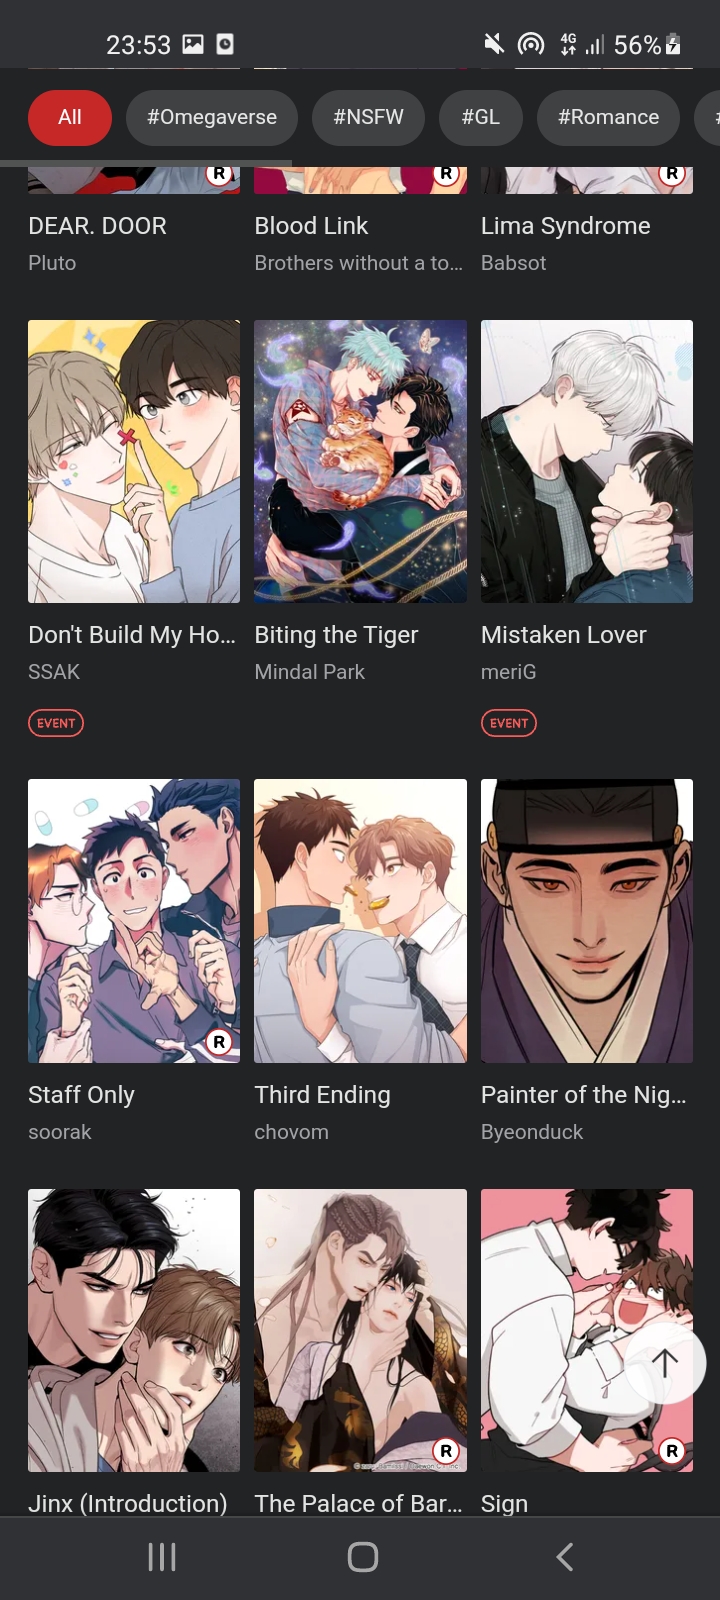 23:53
4G
56%
All
#Omegaverse
#NSFW
#GL
#Romance
#
R
R
R
DEAR. DOOR
Blood Link
Lima Syndrome
Pluto
Brothers without a to...
Babsot
Don't Build My Ho...
Biting the Tiger
Mistaken Lover
SSAK
Mindal Park
meriG
EVENT
EVENT
R
Staff Only
Third Ending
Painter of the Nig...
soorak
chovom
Byeonduck
R
R
Jinx (Introduction)
The Palace of Bar...
Sign